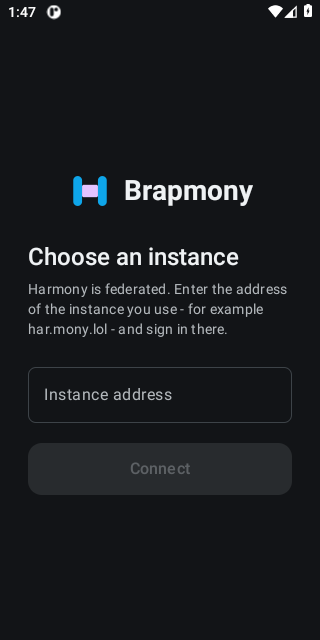 1:47
Brapmony
Choose an instance
Harmony is federated. Enter the address
of the instance you use - for example
har.mony.lol - and sign in there.
Instance address
Connect